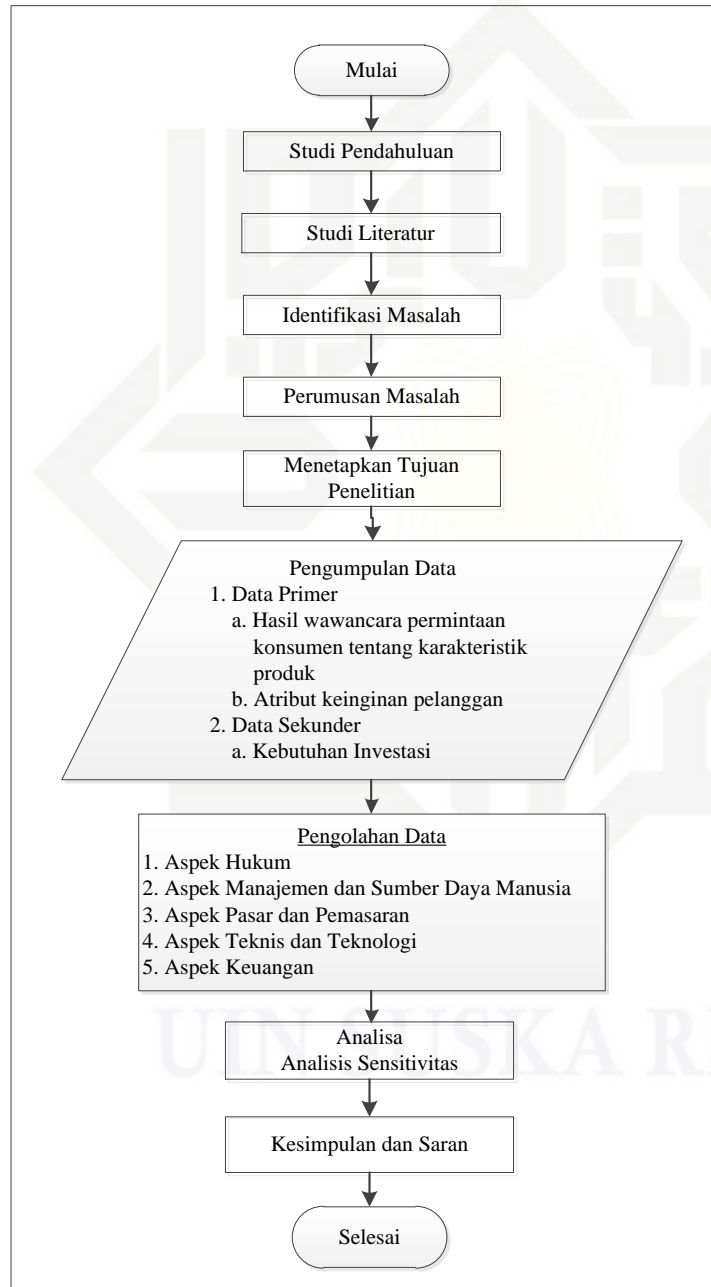 Mulai
Studi Pendahuluan
Studi Literatur
Identifikasi Masalah
Perumusan Masalah
Menetapkan Tujuan
Penelitian
Pengumpulan Data
1. Data Primer
a. Hasil wawancara permintaan
konsumen tentang karakteristik
produk
b. Atribut keinginan pelanggan
2. Data Sekunder
a. Kebutuhan Investasi
Pengolahan Data
1. Aspek Hukum
2. Aspek Manajemen dan Sumber Daya Manusia
3. Aspek Pasar dan Pemasaran
4. Aspek Teknis dan Teknologi
5. Aspek Keuangan
Analisa
Analisis Sensitivitas
UIN SUSKA R
Kesimpulan dan Saran
Selesai